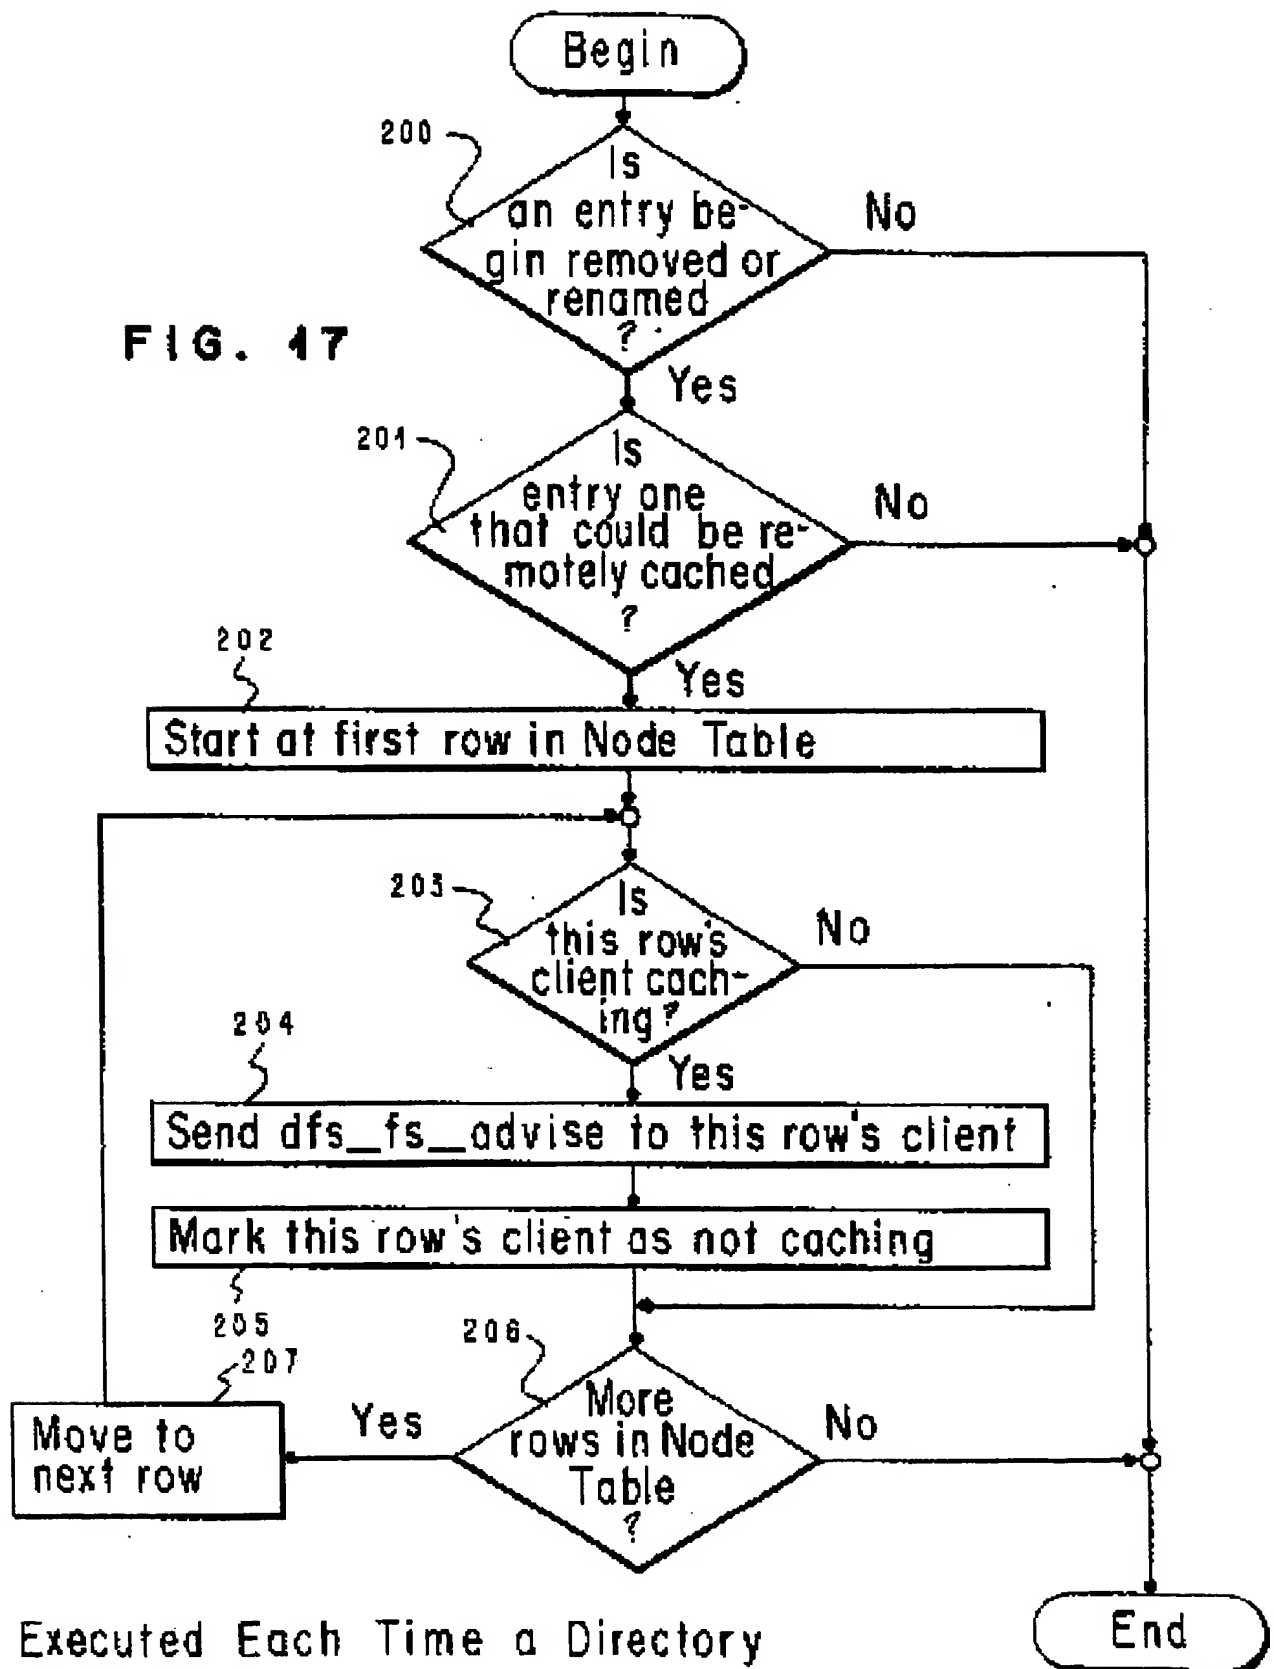 Begin
200
Is
an entry be-
gin removed or
renamed
?
No
FIG. 17
Yes
201
Is
entry one
that could be re-
motely cached
?
No
202
Yes
Start at first row in Node Table
203
Is
this row's
client cach-
ing?
No
204
Yes
Send dfs_fs_advise to this row's client
Mark this row's client as not caching
205
206
207
Move to
next row
Yes
More
rows in Node
Table
?
No
Executed Each Time a Directory
End